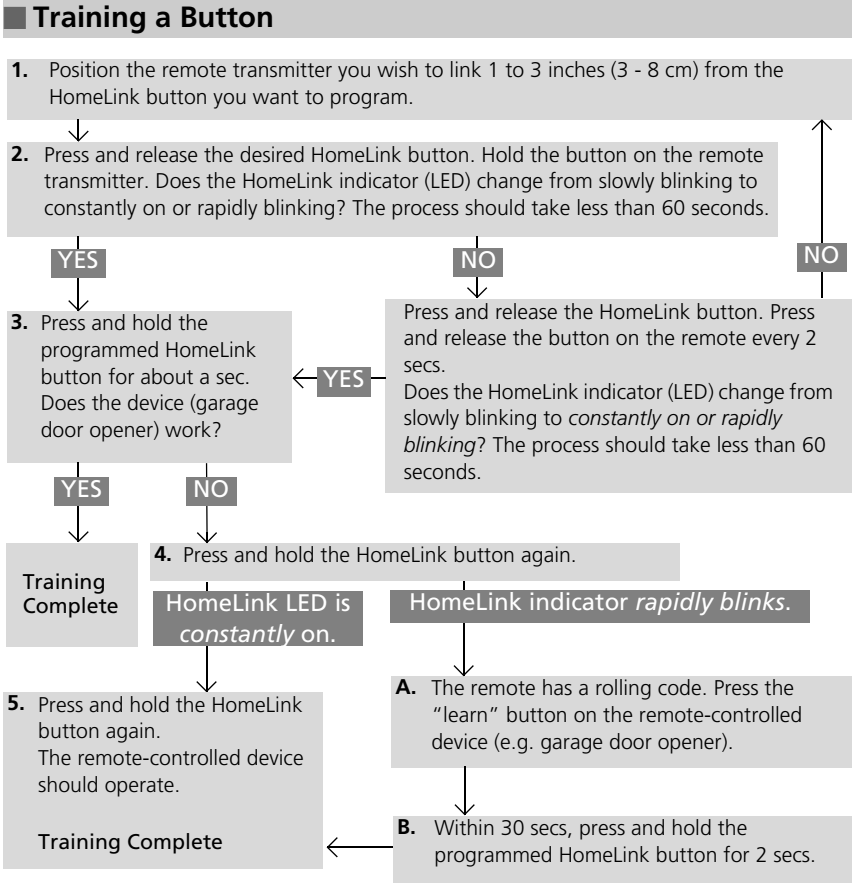 Training a Button
1. Position the remote transmitter you wish to link 1 to 3 inches (3 - 8 cm) from the
HomeLink button you want to program.
2. Press and release the desired HomeLink button. Hold the button on the remote
transmitter. Does the HomeLink indicator (LED) change from slowly blinking to
constantly on or rapidly blinking? The process should take less than 60 seconds.
YES
NO
NO
3. Press and hold the
programmed HomeLink
button for about a sec.
Does the device (garage
door opener) work?
YES
Press and release the HomeLink button. Press
and release the button on the remote every 2
secs.
Does the HomeLink indicator (LED) change from
slowly blinking to constantly on or rapidly
blinking? The process should take less than 60
seconds.
YES
NO
Training
Complete
4. Press and hold the HomeLink button again.
HomeLink LED is
constantly on.
HomeLink indicator rapidly blinks.
5. Press and hold the HomeLink
button again.
The remote-controlled device
should operate.
Training Complete
A. The remote has a rolling code. Press the
“learn” button on the remote-controlled
device (e.g. garage door opener).
B. Within 30 secs, press and hold the
programmed HomeLink button for 2 secs.